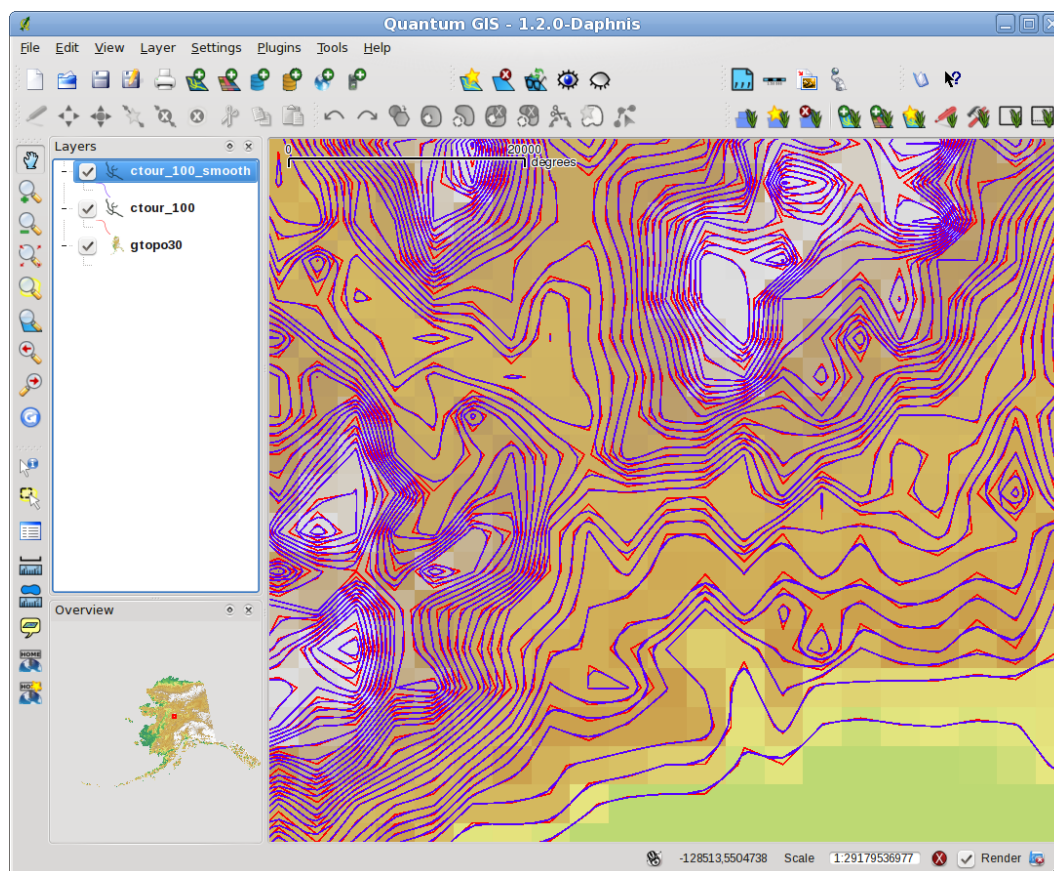 Quantum GIS - 1.2.0-Daphnis
File Edit View Layer Settings Plugins Tools Help
Layers
ctour_100_smooth
ctour_100
gtopo30
0 20000
degrees
Overview
HOME
-128513,5504738 Scale 1:29179536977 Render